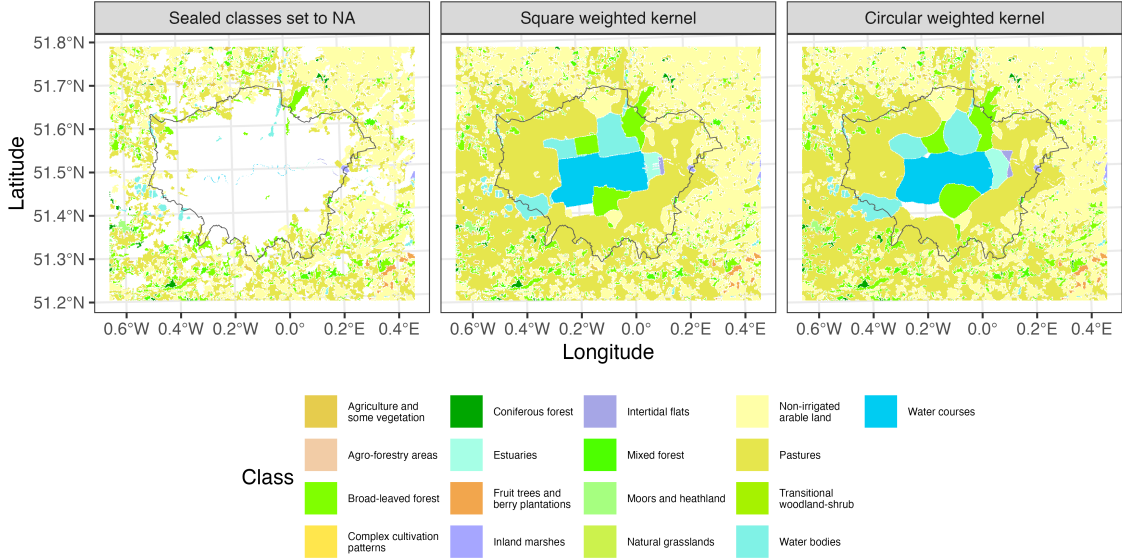 Sealed classes set to NA
Square weighted kernel
Circular weighted kernel
51.8°N
51.7°N
51.6°N
51.5°N
51.4°N
51.3°N
51.2°N
Latitude
0.6°W 0.4°W 0.2°W 0.0° 0.2°E 0.4°E
0.6°W 0.4°W 0.2°W 0.0° 0.2°E 0.4°E
0.6°W 0.4°W 0.2°W 0.0° 0.2°E 0.4°E
Longitude
Class
Agriculture and
some vegetation
Agro-forestry areas
Broad-leaved forest
Complex cultivation
patterns
Coniferous forest
Estuaries
Fruit trees and
berry plantations
Inland marshes
Intertidal flats
Mixed forest
Moors and heathland
Natural grasslands
Non-irrigated
arable land
Pastures
Transitional
woodland-shrub
Water bodies
Water courses